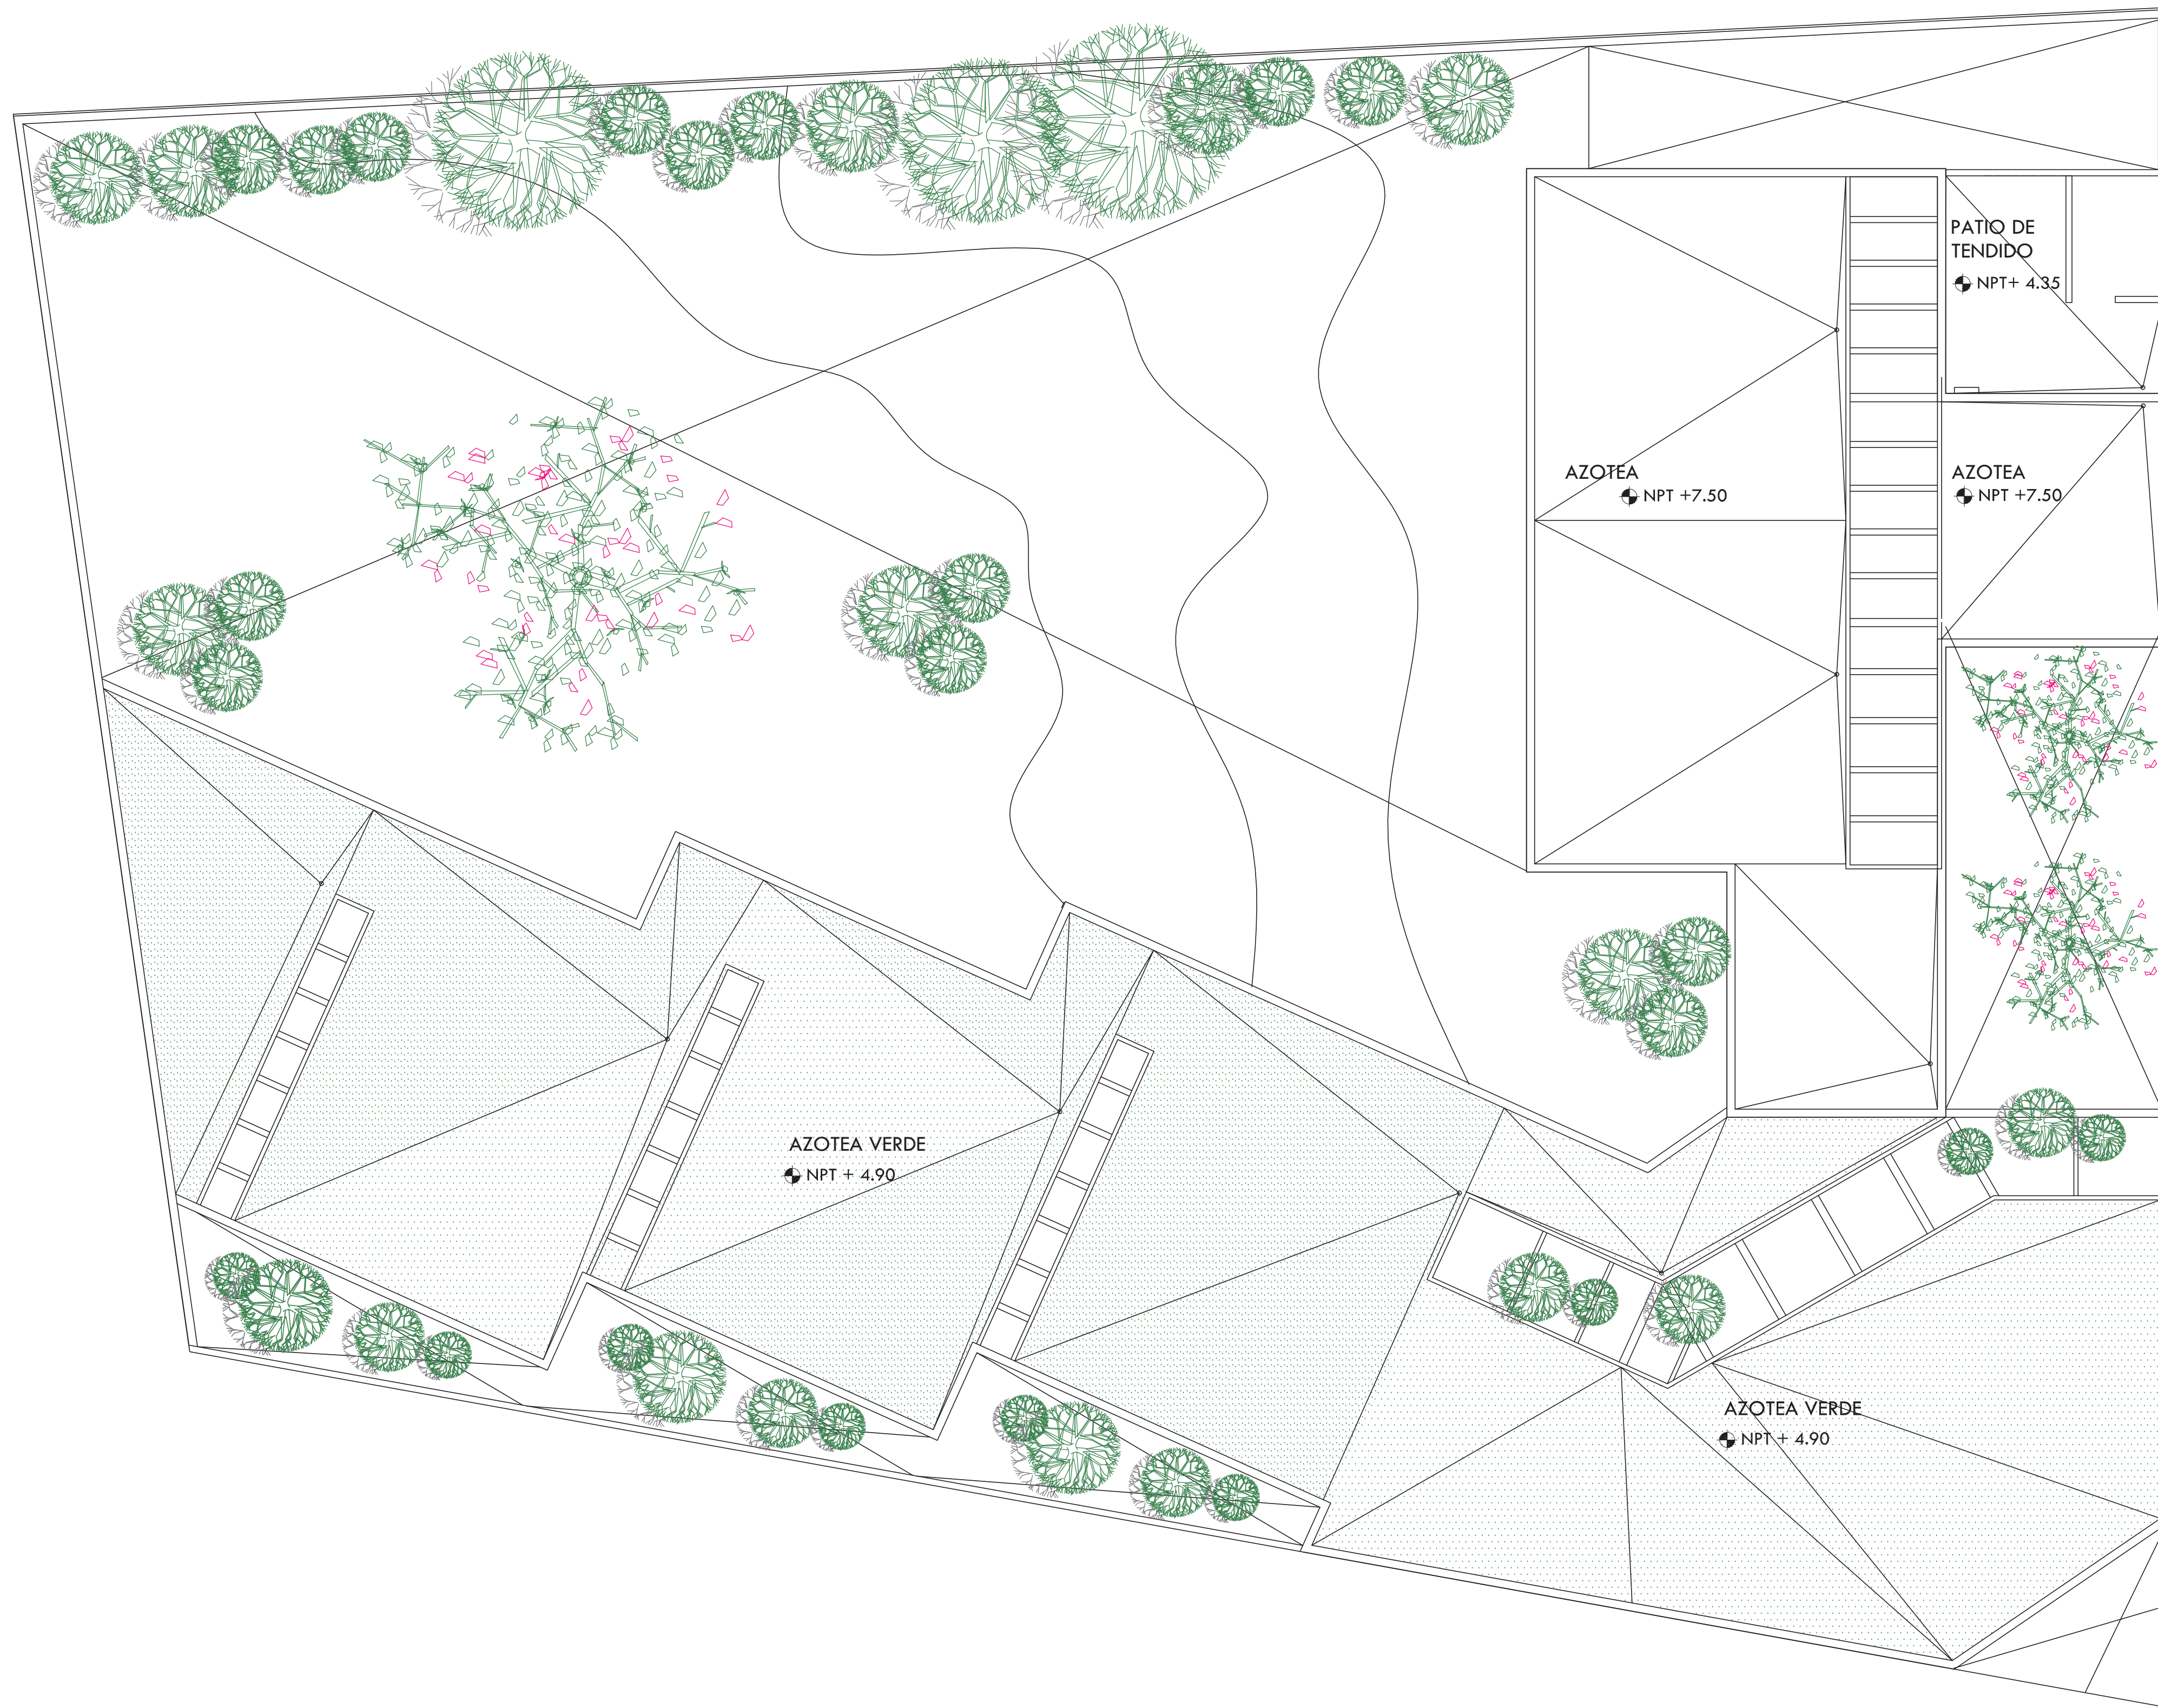 PATIO DE
TENDIDO
NPT+ 4.35
AZOTEA
NPT +7.50
AZOTEA
NPT +7.50
AZOTEA VERDE
NPT + 4.90
AZOTEA VERDE
NPT + 4.90